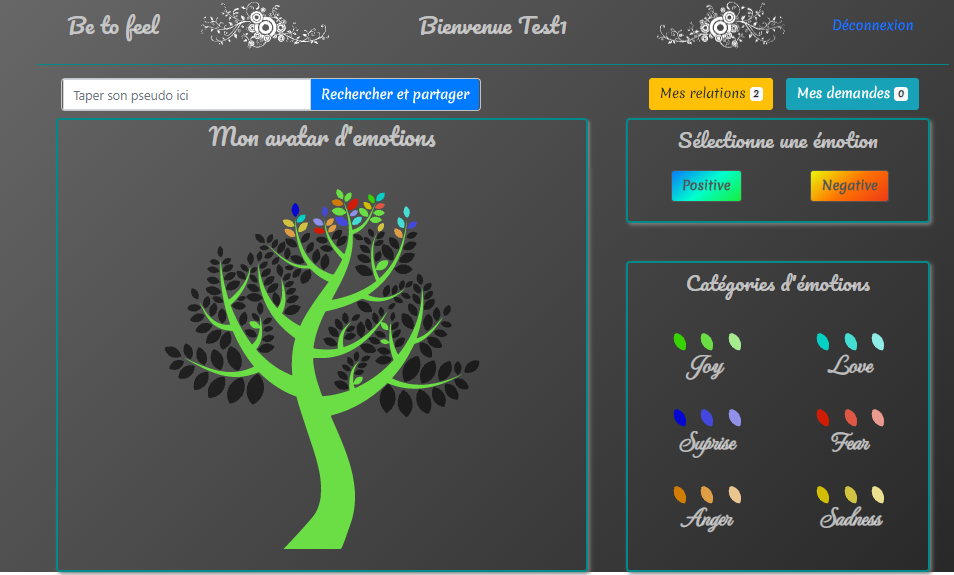 Be to feel
Bienvenue Test1
Déconnexion
Taper son pseudo ici
Rechercher et partager
Mes relations 2
Mes demandes 0
Mon avatar d'emotions
Sélectionne une émotion
Positive
Negative
Catégories d'émotions
Joy
Love
Suprise
Fear
Anger
Sadness